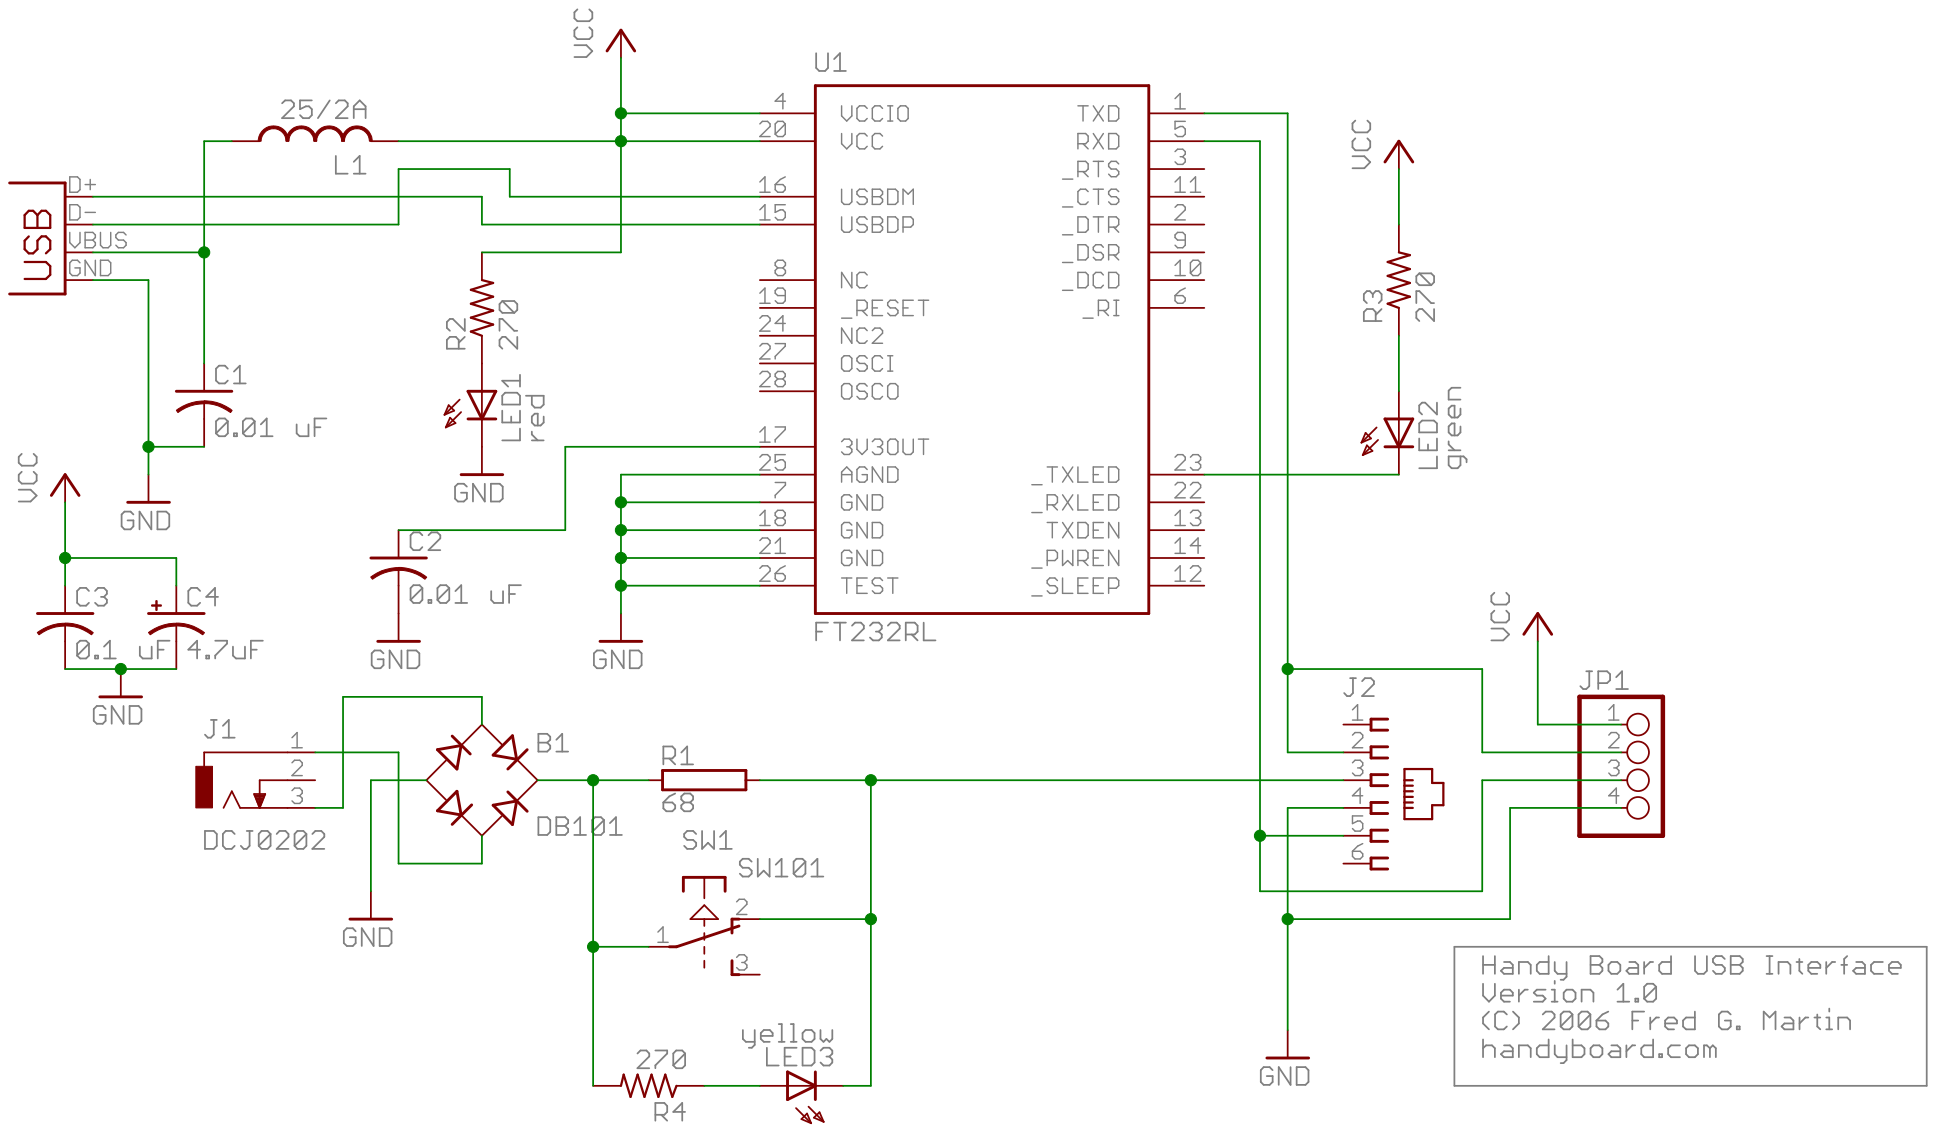 VCC
U1
25/2A
L1
USB
D+
D-
VBUS
GND
C1
0.01 uF
GND
R2
270
LED1
red
GND
4
20
16
15
8
19
24
27
28
17
25
7
18
21
26
VCCIO
VCC
USBDM
USBDP
NC
_RESET
NC2
OSCI
OSCO
3V3OUT
AGND
GND
GND
GND
TEST
TXD
RXD
_RTS
_CTS
_DTR
_DSR
_DCD
_RI
_TXLED
_RXLED
TXDEN
_PWREN
_SLEEP
1
5
3
11
2
9
10
6
23
22
13
14
12
FT232RL
VCC
R3
270
LED2
green
VCC
C3
0.1 uF
C4
+
4.7uF
GND
C2
0.01 uF
GND
GND
J1
1
2
3
DCJ0202
B1
DB101
GND
R1
68
SW1
SW101
1
2
3
yellow
LED3
270
R4
J2
1
2
3
4
5
6
VCC
JP1
1
2
3
4
GND
Handy Board USB Interface
Version 1.0
(C) 2006 Fred G. Martin
handyboard.com